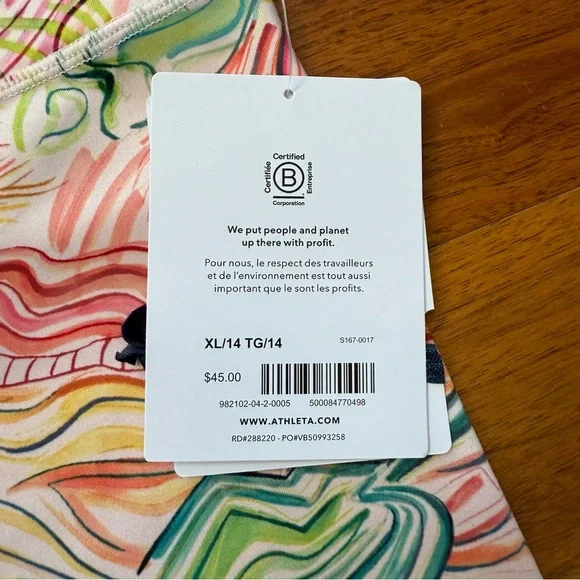 Certified
Certifiée
B
Entreprise
Corporation
We put people and planet
up there with profit.
Pour nous, le respect des travailleurs
et de l'environnement est tout aussi
important que le sont les profits.
XL/14 TG/14 S167-0017
$45.00
982102-04-2-0005 500084770498
WWW.ATHLETA.COM
RD#288220 - PO#VB50993258